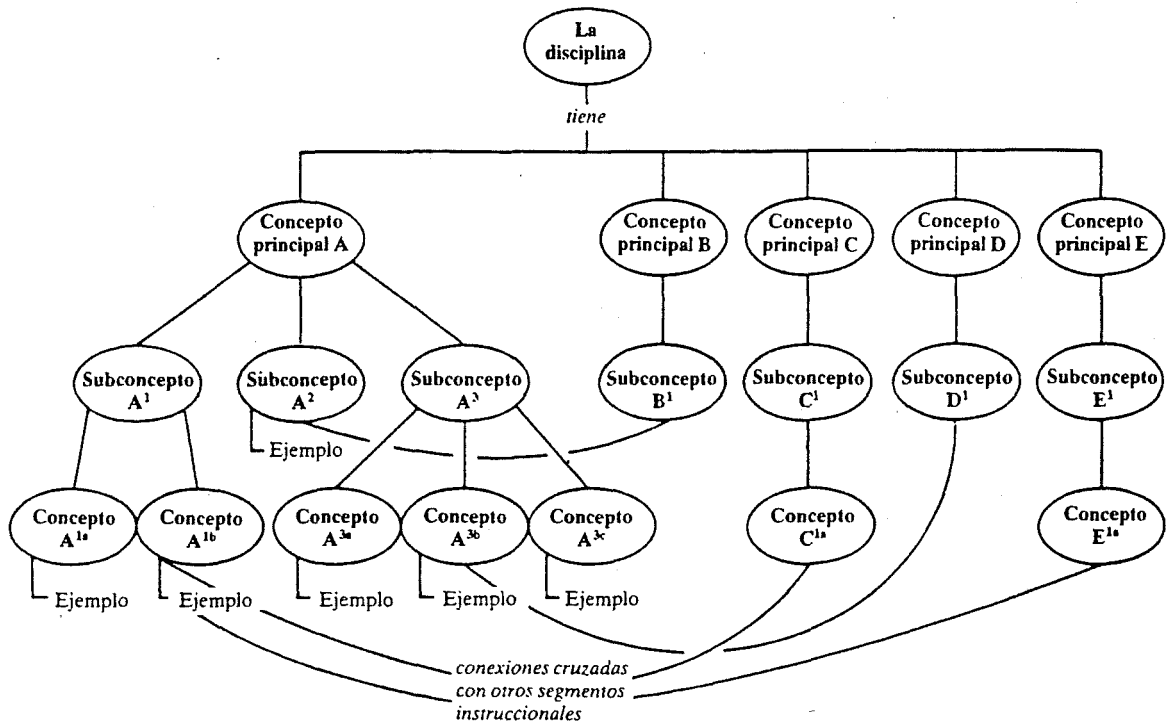 La
disciplina
tiene
Concepto
principal A
Concepto
principal B
Concepto
principal C
Concepto
principal D
Concepto
principal E
Subconcepto
A¹
Subconcepto
A²
Subconcepto
A³
Subconcepto
B¹
Subconcepto
C¹
Subconcepto
D¹
Subconcepto
E¹
Ejemplo
Concepto
A¹ᵃ
Concepto
A¹ᵇ
Concepto
A³ᵃ
Concepto
A³ᵇ
Concepto
A³ᶜ
Concepto
C¹ᵃ
Concepto
E¹ᵃ
Ejemplo
Ejemplo
Ejemplo
Ejemplo
Ejemplo
conexiones cruzadas
con otros segmentos
instruccionales